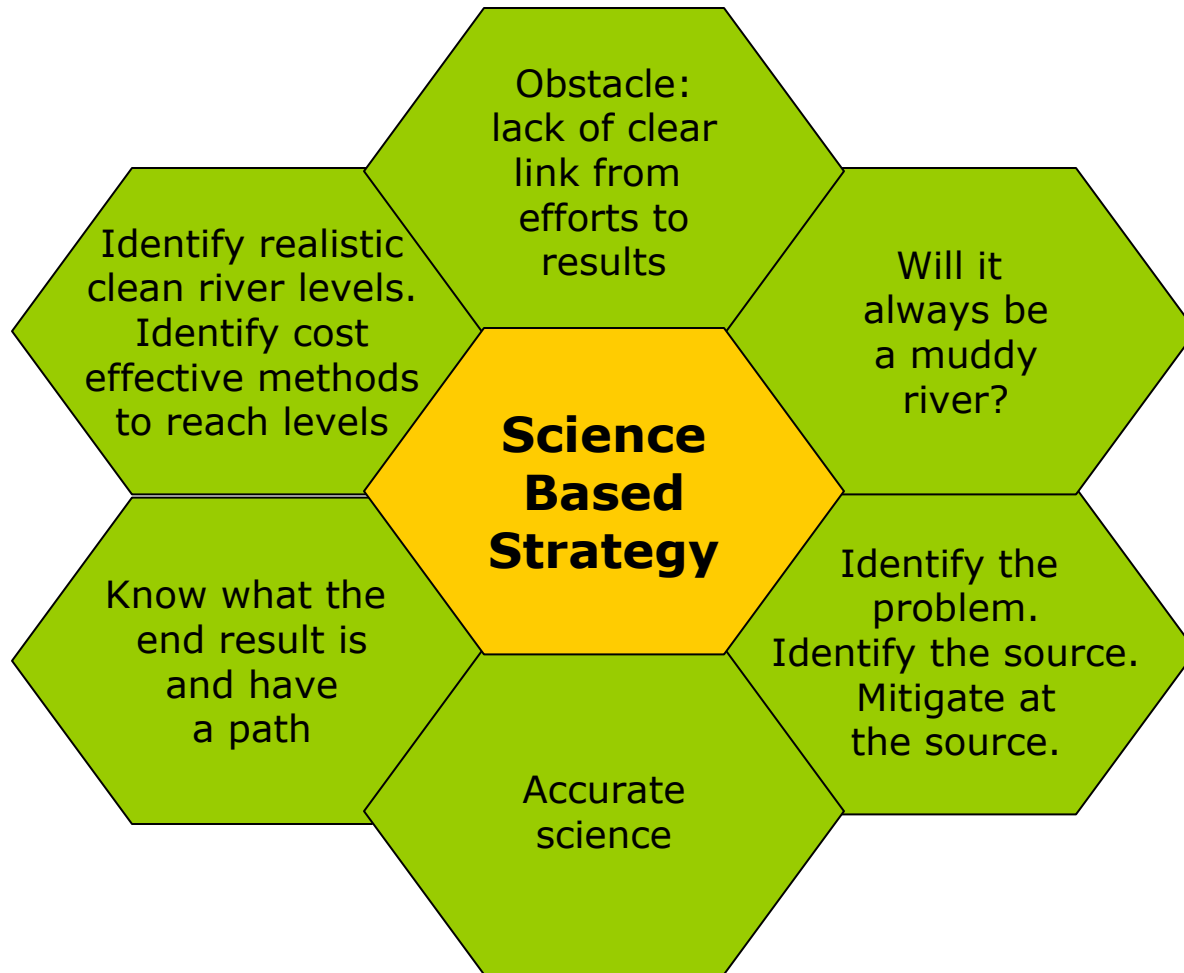 Obstacle:
lack of clear
link from
efforts to
results
Identify realistic
clean river levels.
Identify cost
effective methods
to reach levels
Will it
always be
a muddy
river?
Science
Based
Strategy
Know what the
end result is
and have
a path
Identify the
problem.
Identify the source.
Mitigate at
the source.
Accurate
science